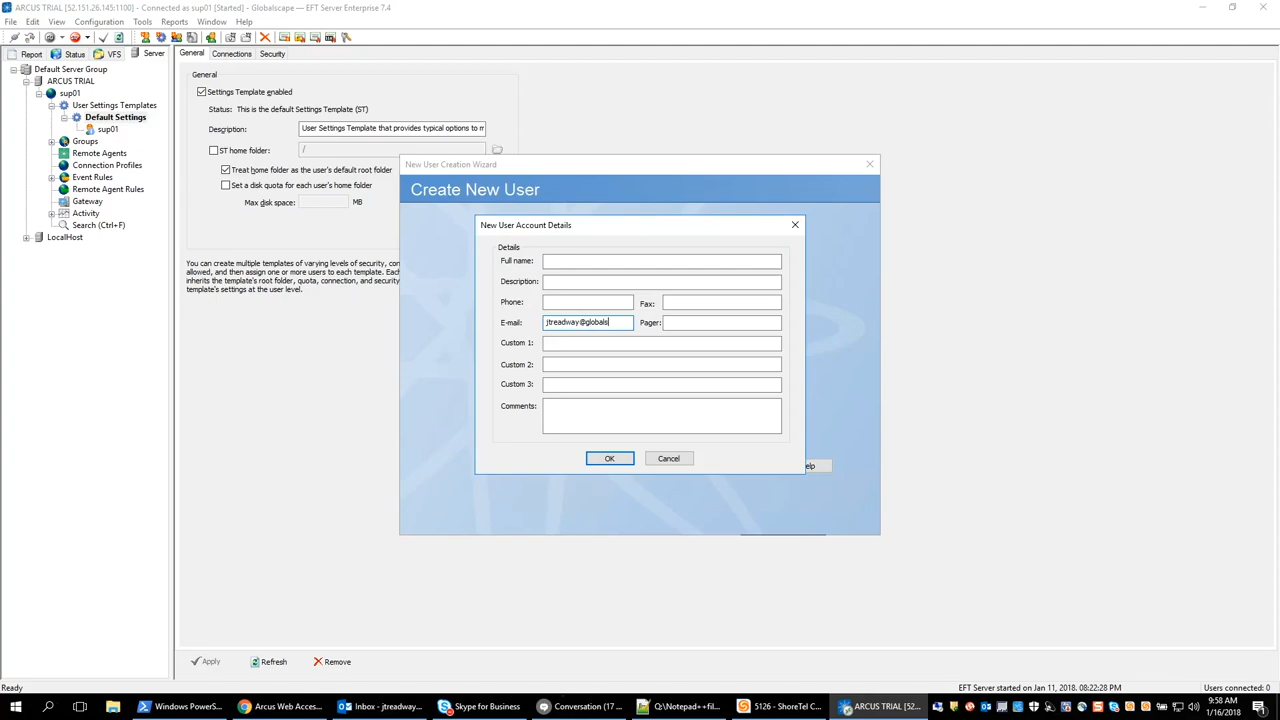 ARCUS TRIAL [52.151.26.145:1100] - Connected as sup01 [Started] - Globalscape - EFT Server Enterprise 7.4
File Edit View Configuration Tools Reports Window Help
Report Status VFS Server
General Connections Security
Default Server Group
ARCUS TRIAL
sup01
User Settings Templates
Default Settings
sup01
Groups
Remote Agents
Connection Profiles
Event Rules
Remote Agent Rules
Gateway
Activity
Search (Ctrl+F)
LocalHost
General
Settings Template enabled
Status: This is the default Settings Template (ST)
Description: User Settings Template that provides typical options to m
ST home folder: /
Treat home folder as the user's default root folder
Set a disk quota for each user's home folder
Max disk space: MB
You can create multiple templates of varying levels of security, con
allowed, and then assign one or more users to each template. Each
inherits the template's root folder, quota, connection, and security
template's settings at the user level.
New User Creation Wizard
Create New User
New User Account Details
Details
Full name:
Description:
Phone: Fax:
E-mail: jtreadway@globals Pager:
Custom 1:
Custom 2:
Custom 3:
Comments:
OK Cancel
elp
Apply Refresh Remove
Ready EFT Server started on Jan 11, 2018. 08:22:28 PM Users connected: 0
Windows PowerS... Arcus Web Acces... Inbox - jtreadway... Skype for Business Conversation (17 ... Q:\Notepad++\fil... 5126 - ShoreTel C... ARCUS TRIAL [52....
9:58 AM
1/16/2018